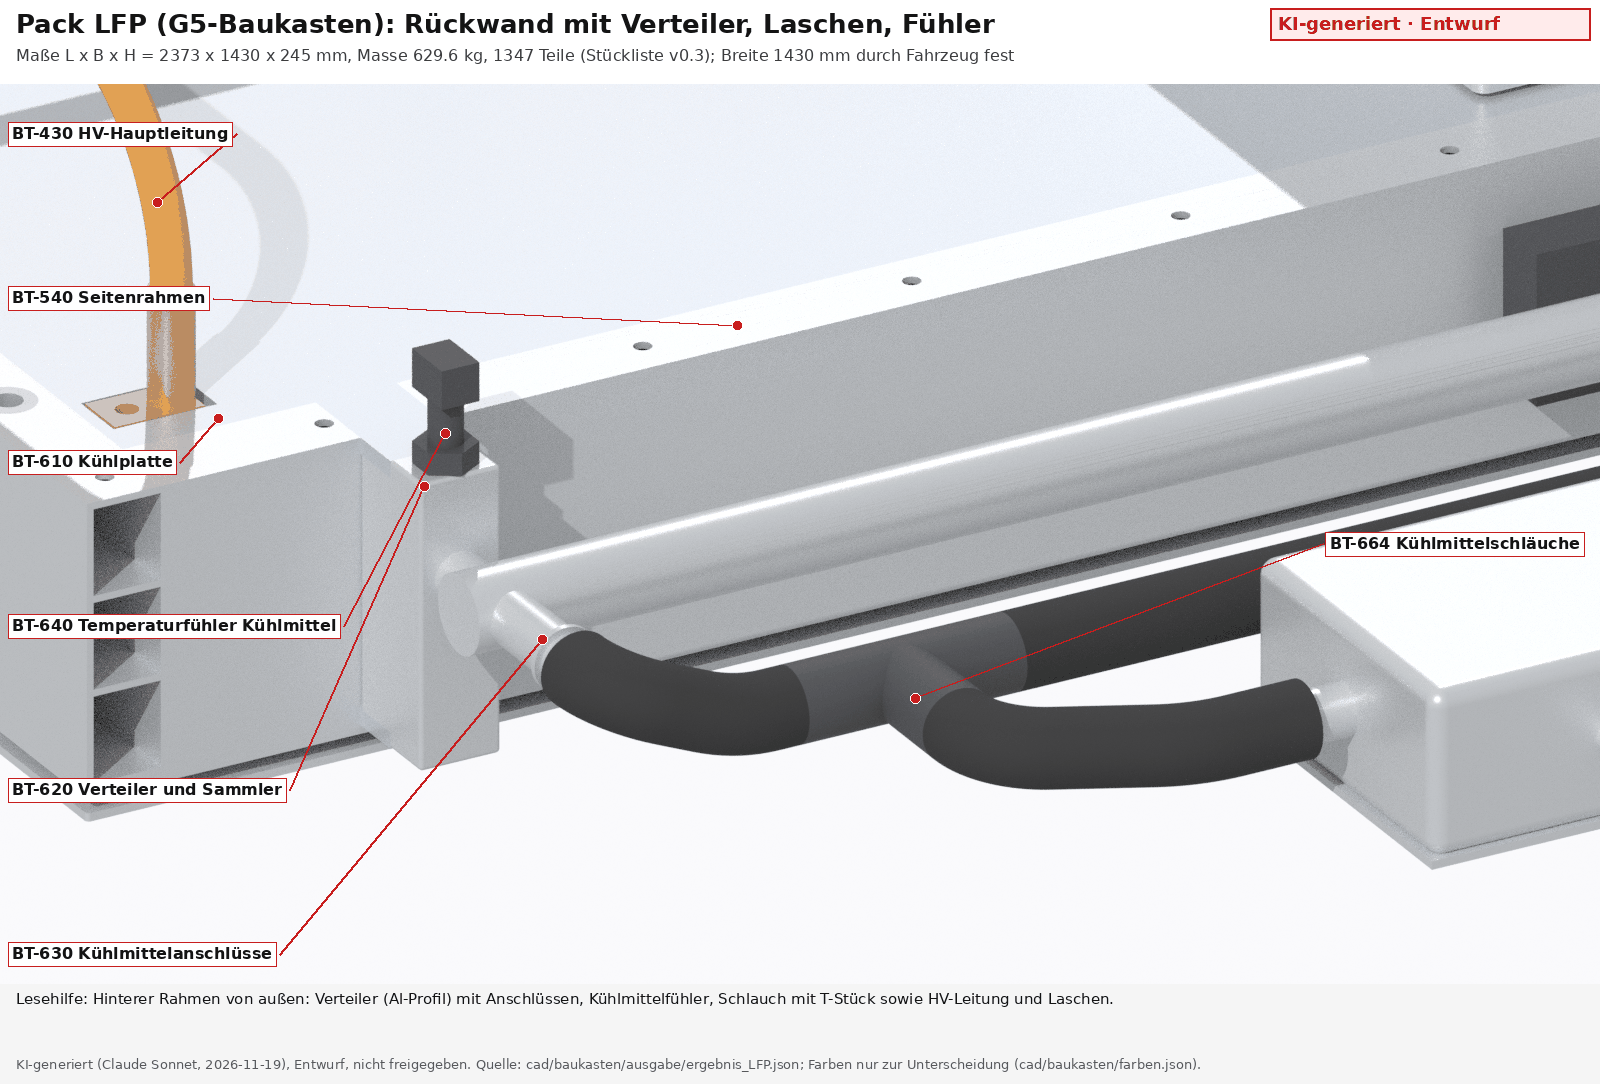 Pack LFP (G5-Baukasten): Rückwand mit Verteiler, Laschen, Fühler
KI-generiert · Entwurf
Maße L x B x H = 2373 x 1430 x 245 mm, Masse 629.6 kg, 1347 Teile (Stückliste v0.3); Breite 1430 mm durch Fahrzeug fest
BT-430 HV-Hauptleitung
BT-540 Seitenrahmen
BT-610 Kühlplatte
BT-664 Kühlmittelschläuche
BT-640 Temperaturfühler Kühlmittel
BT-620 Verteiler und Sammler
BT-630 Kühlmittelanschlüsse
Lesehilfe: Hinterer Rahmen von außen: Verteiler (Al-Profil) mit Anschlüssen, Kühlmittelfühler, Schlauch mit T-Stück sowie HV-Leitung und Laschen.
KI-generiert (Claude Sonnet, 2026-11-19), Entwurf, nicht freigegeben. Quelle: cad/baukasten/ausgabe/ergebnis_LFP.json; Farben nur zur Unterscheidung (cad/baukasten/farben.json).